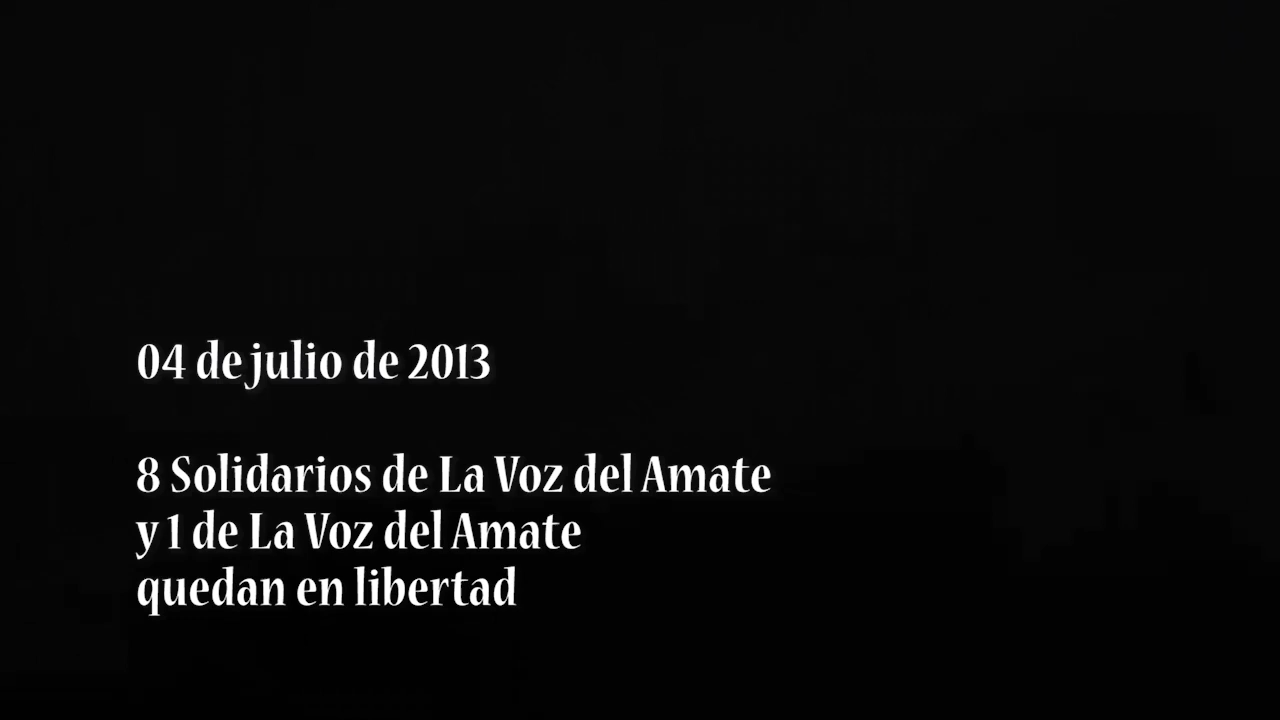 04 de julio de 2013
8 Solidarios de La Voz del Amate
y 1 de La Voz del Amate
quedan en libertad